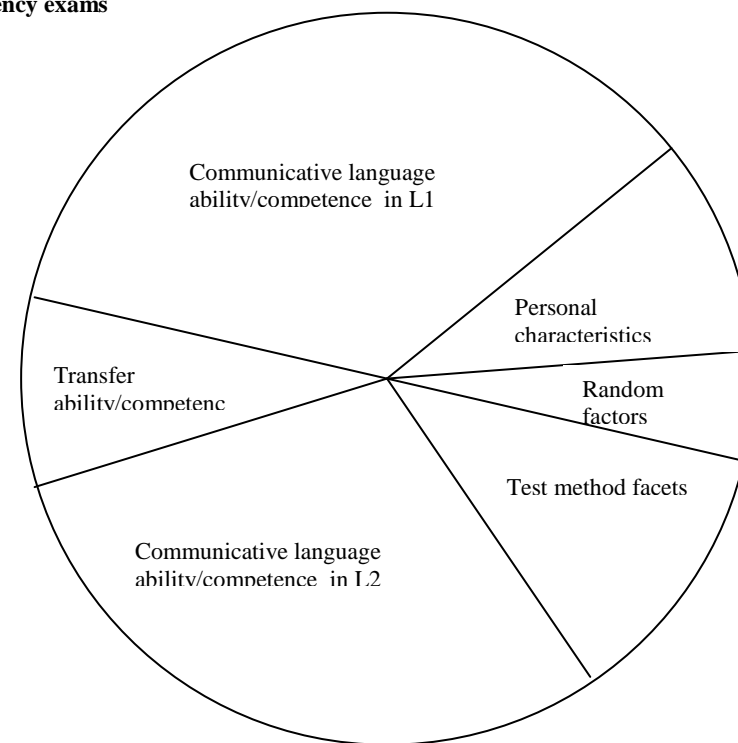 ency exams
Communicative language
ability/competence in L1
Personal
characteristics
Transfer
ability/competenc
Random
factors
Test method facets
Communicative language
ability/competence in L2